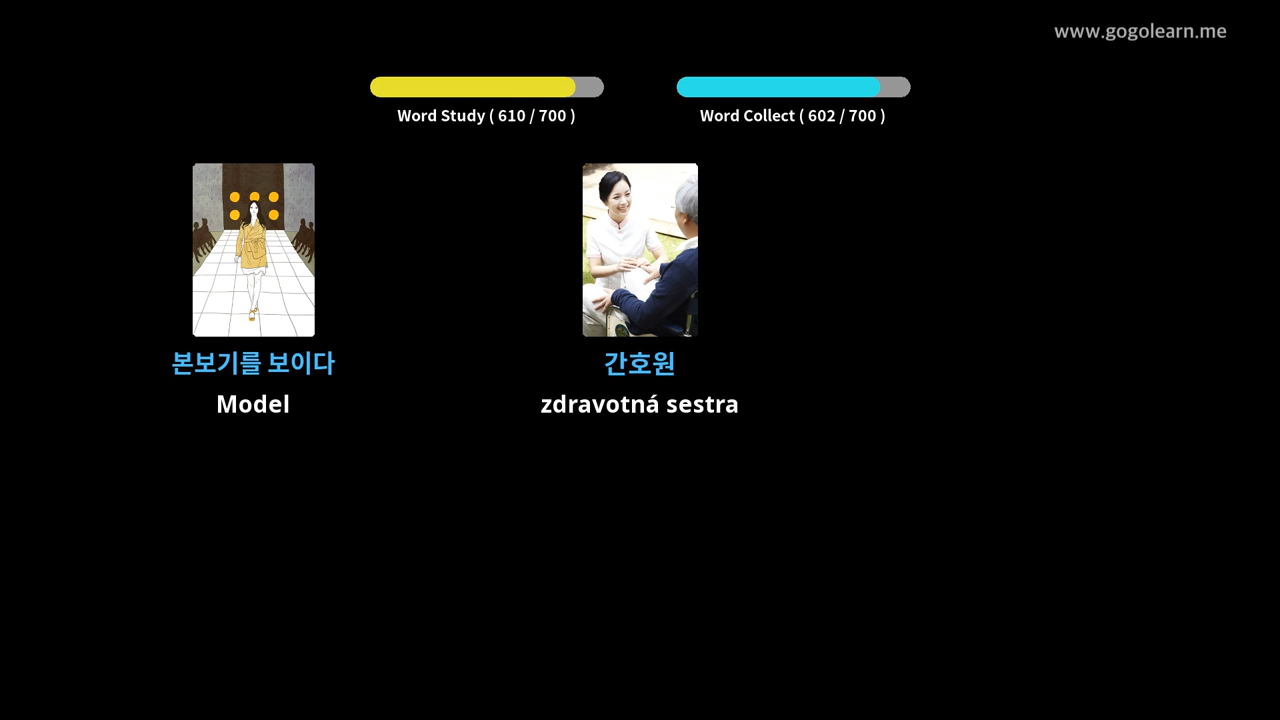 www.gogolearn.me
Word Study ( 610 / 700 )
Word Collect ( 602 / 700 )
본보기를 보이다
간호원
Model
zdravotná sestra